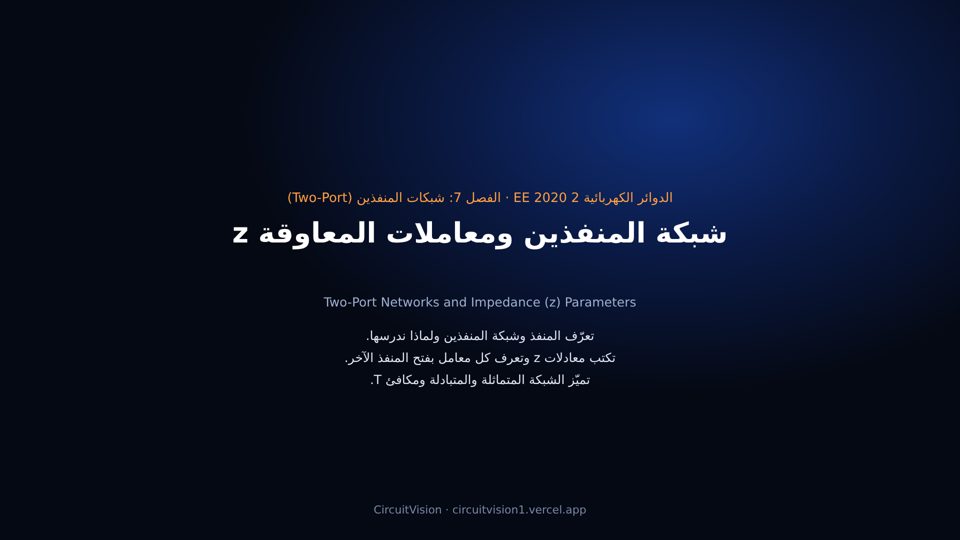 الدوائر الكهربائية 2 EE 2020 · الفصل 7: شبكات المنفذين (Two-Port)
شبكة المنفذين ومعاملات المعاوقة z
Two-Port Networks and Impedance (z) Parameters
تعرّف المنفذ وشبكة المنفذين ولماذا ندرسها.
تكتب معادلات z وتعرف كل معامل بفتح المنفذ الآخر.
تميّز الشبكة المتماثلة والمتبادلة ومكافئ T.
CircuitVision · circuitvision1.vercel.app